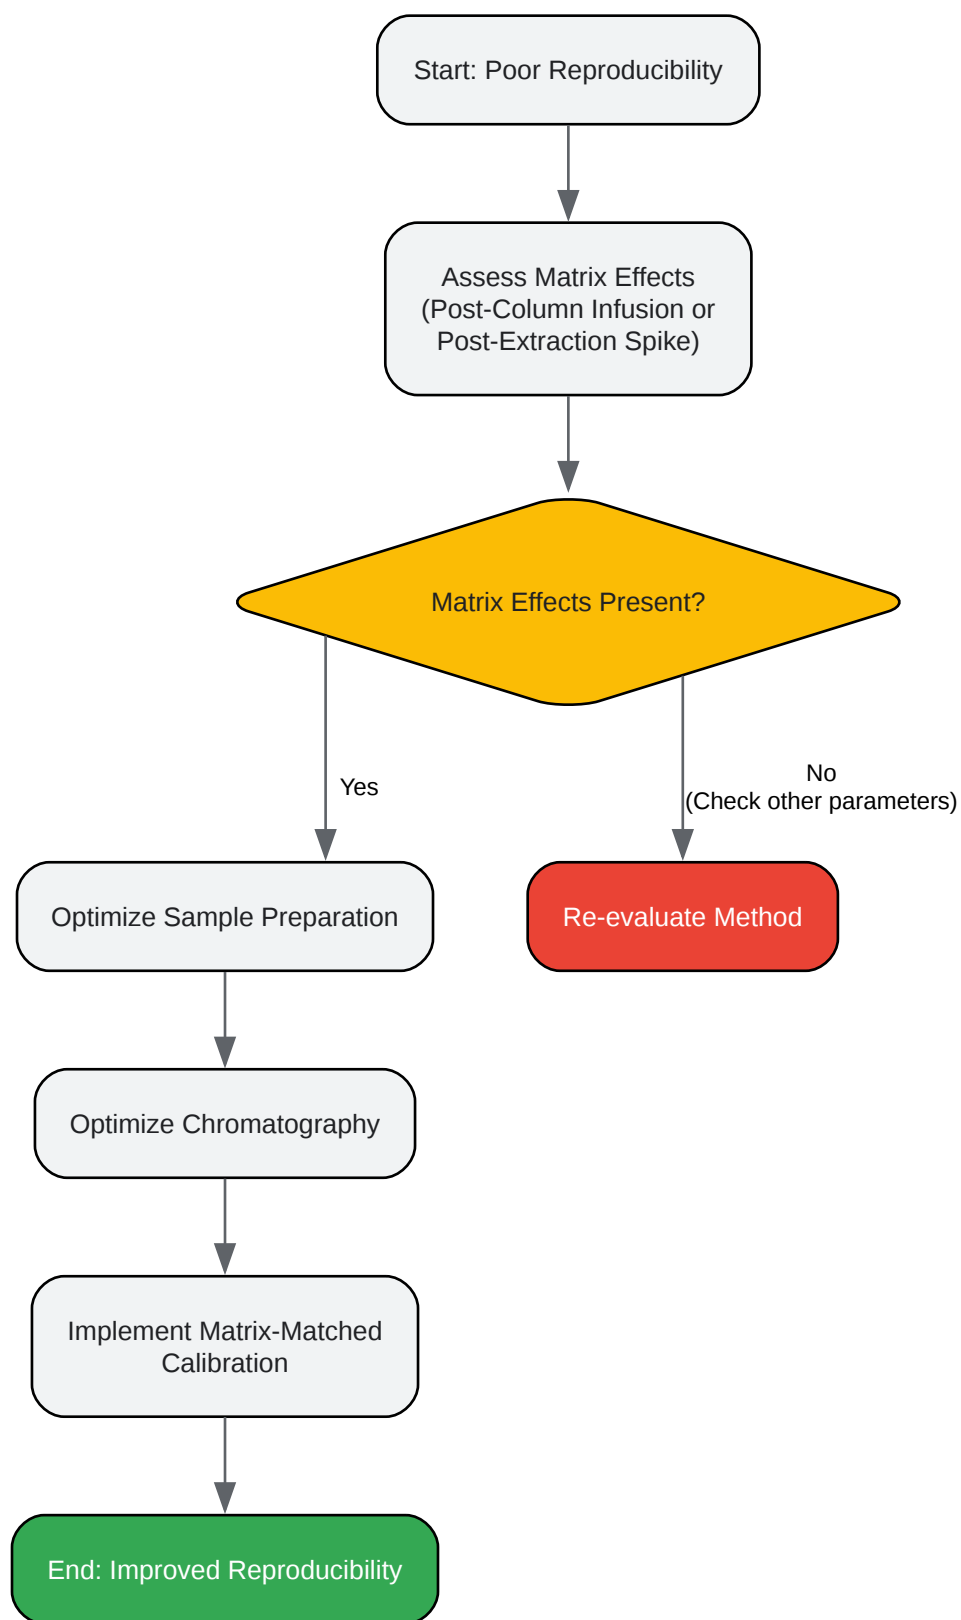 Start: Poor Reproducibility
Assess Matrix Effects
(Post-Column Infusion or
Post-Extraction Spike)
Matrix Effects Present?
Yes
No
(Check other parameters)
Optimize Sample Preparation
Re-evaluate Method
Optimize Chromatography
Implement Matrix-Matched
Calibration
End: Improved Reproducibility